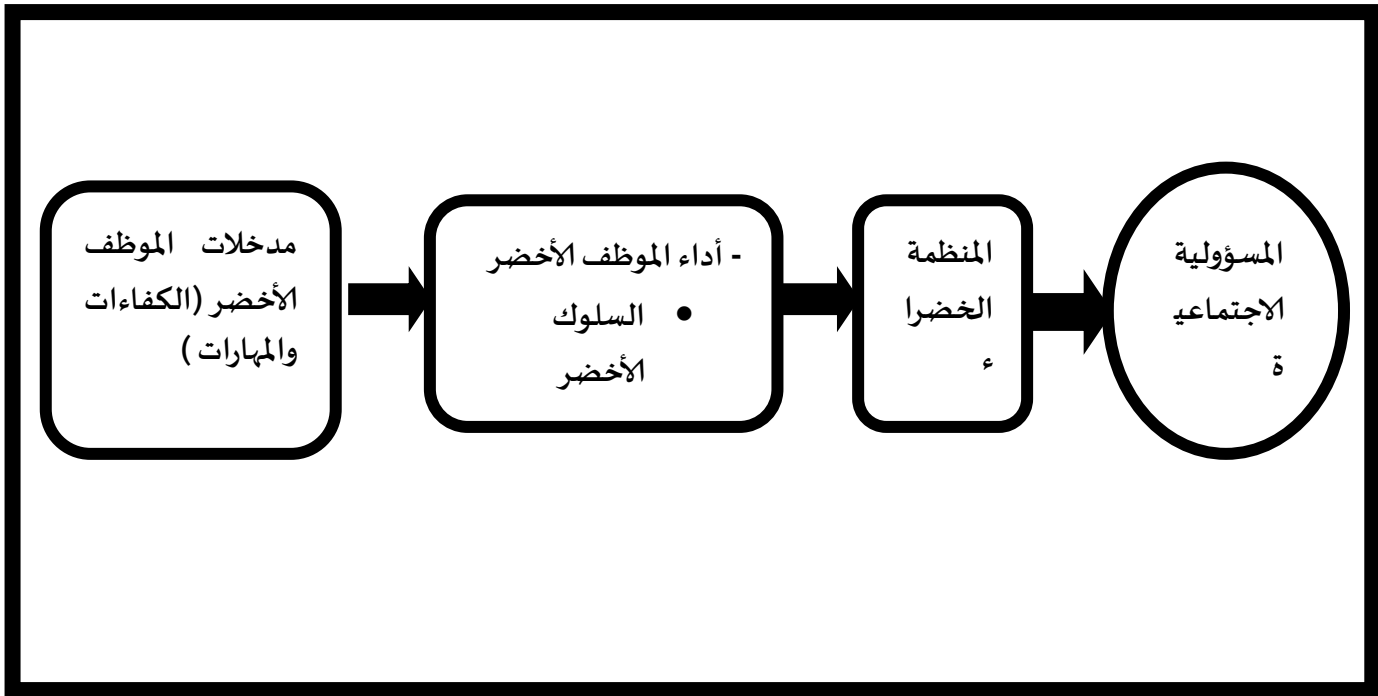 مدخلات الموظف
الأخضر (الكفاءات
والمهارات )
- أداء الموظف الأخضر
• السلوك
الأخضر
المنظمة
الخضرا
ء
المسؤولية
الاجتماعي
ة